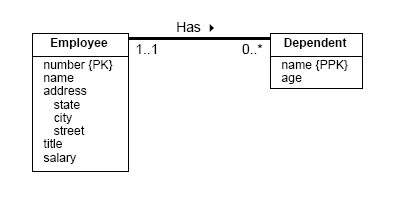 Has ▸
Employee
1..1
0..*
Dependent
number {PK}
name
address
state
city
street
title
salary
name {PPK}
age